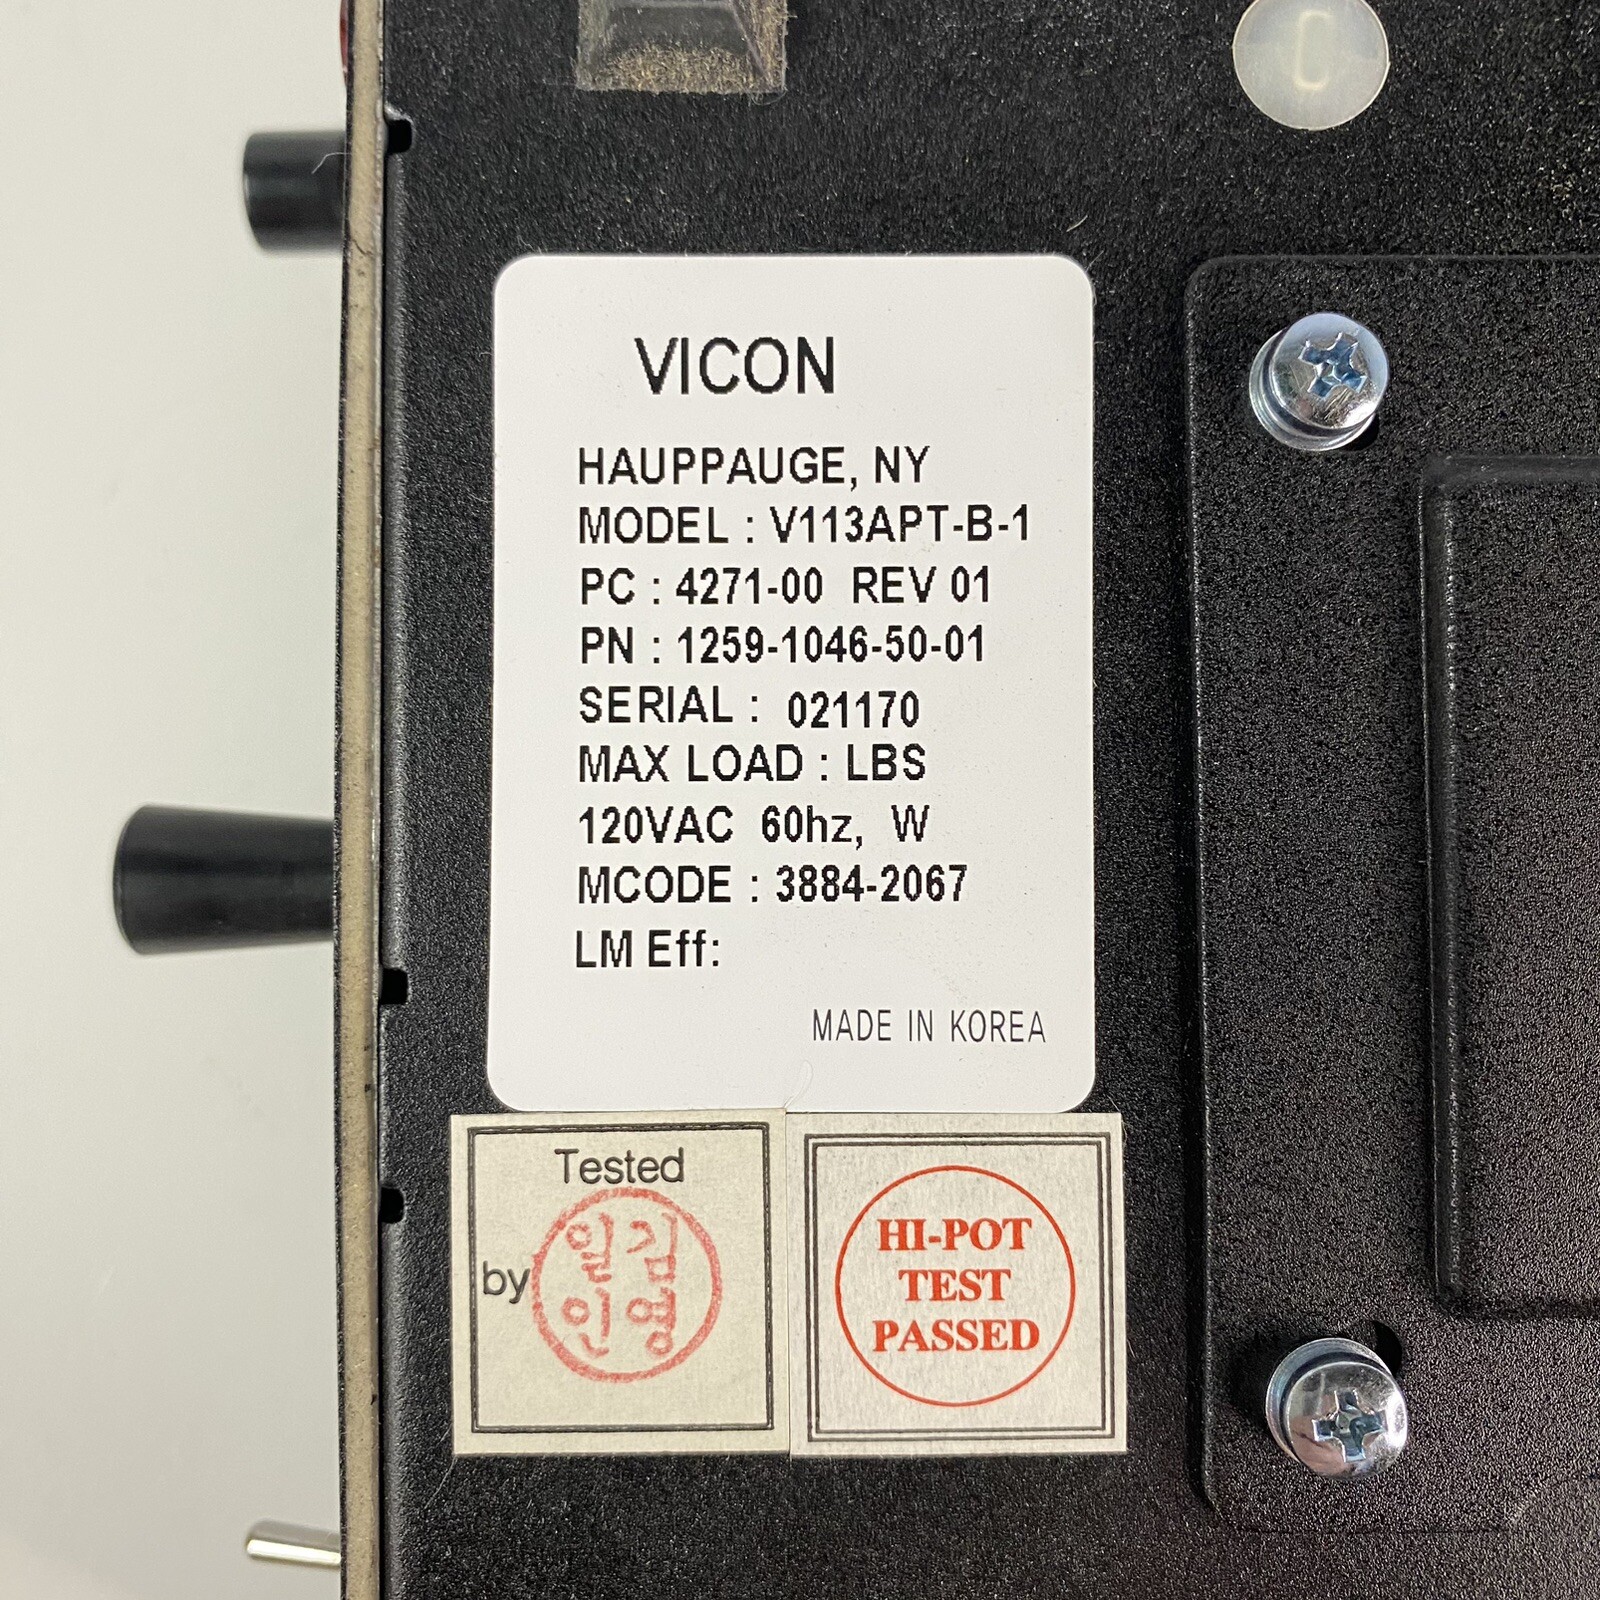 VICON
HAUPPAUGE, NY
MODEL : V113APT-B-1
PC : 4271-00 REV 01
PN : 1259-1046-50-01
SERIAL : 021170
MAX LOAD : LBS
120VAC 60hz, W
MCODE : 3884-2067
LM Eff:
MADE IN KOREA
Tested
by
일김
인영
HI-POT
TEST
PASSED